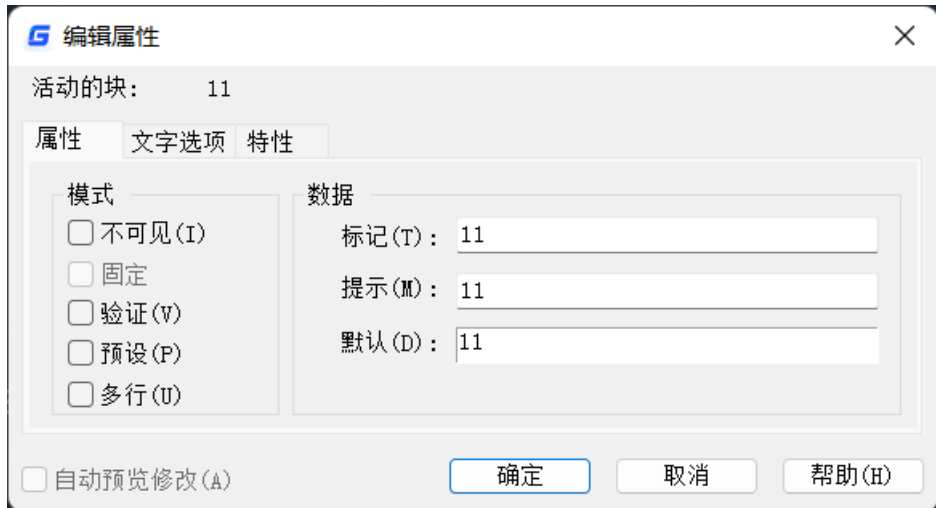 编辑属性
活动的块: 11
属性 文字选项 特性
模式
不可见(I)
固定
验证(V)
预设(P)
多行(U)
数据
标记(T): 11
提示(M): 11
默认(D): 11
自动预览修改(A)
确定 取消 帮助(H)